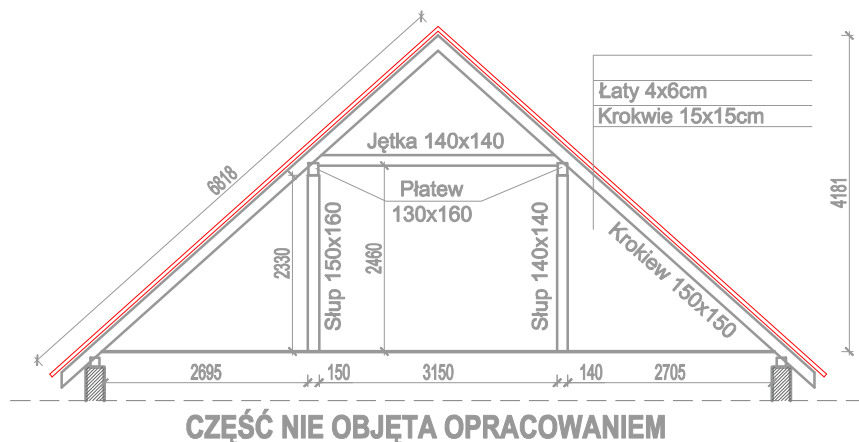 Łaty 4x6cm
Krokwie 15x15cm
Jętka 140x140
6818
Płatew
130x160
4181
2330
Słup 150x160
2460
Słup 140x140
Krokiew 150x150
2695
150
3150
140
2705
CZĘŚĆ NIE OBJĘTA OPRACOWANIEM